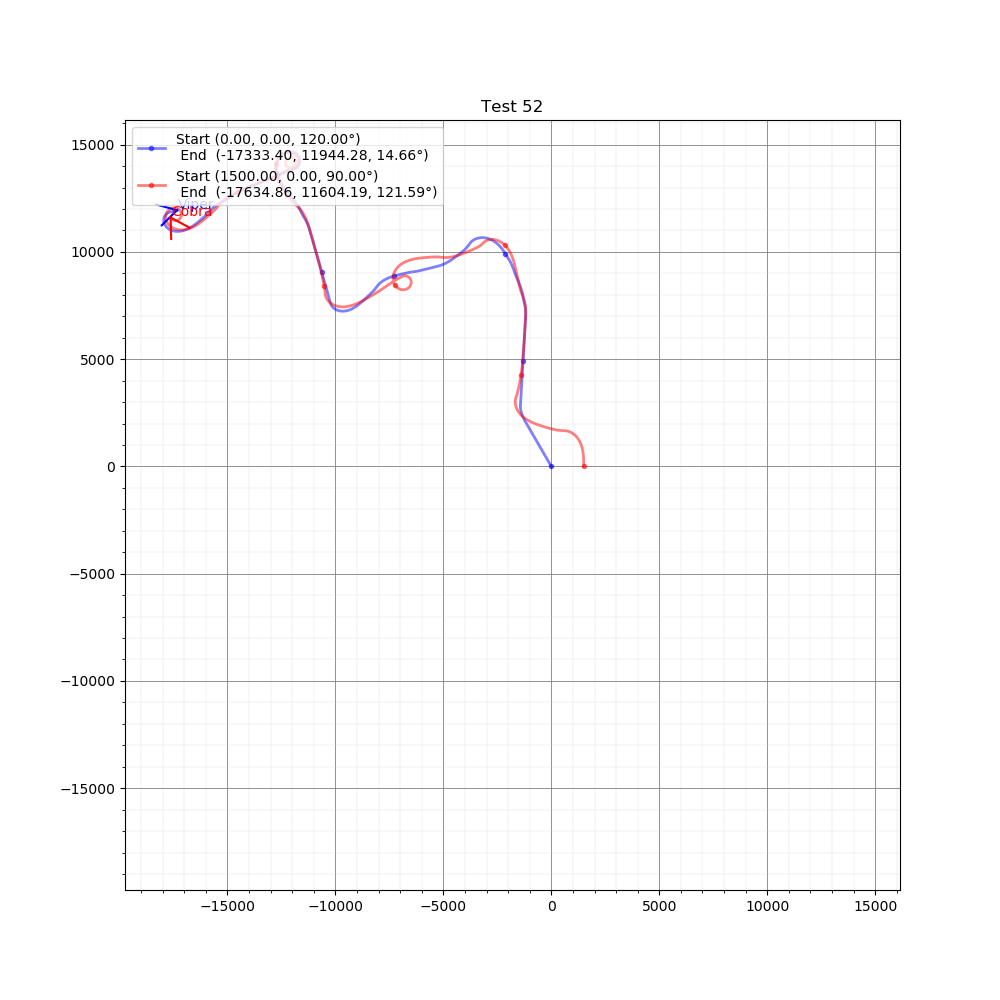 Test 52
Start (0.00, 0.00, 120.00°)
End (-17333.40, 11944.28, 14.66°)
Start (1500.00, 0.00, 90.00°)
End (-17634.86, 11604.19, 121.59°)
Viper
Cobra
15000
10000
5000
0
−5000
−10000
−15000
−15000 −10000 −5000 0 5000 10000 15000